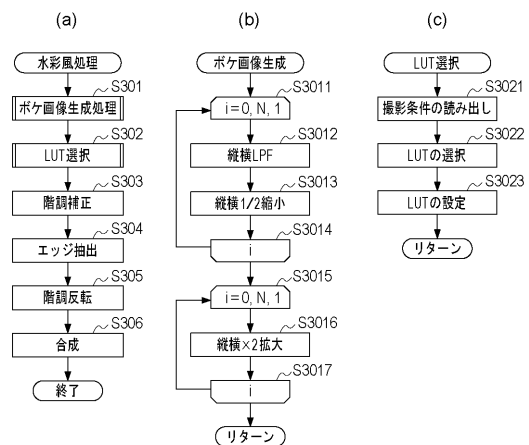 (a)
水彩風処理
S301
ボケ画像生成処理
S302
LUT選択
S303
階調補正
S304
エッジ抽出
S305
階調反転
S306
合成
終了
(b)
ボケ画像生成
S3011
i=0, N, 1
S3012
縦横LPF
S3013
縦横1/2縮小
S3014
i
S3015
i=0, N, 1
S3016
縦横×2拡大
S3017
i
リターン
(c)
LUT選択
S3021
撮影条件の読み出し
S3022
LUTの選択
S3023
LUTの設定
リターン